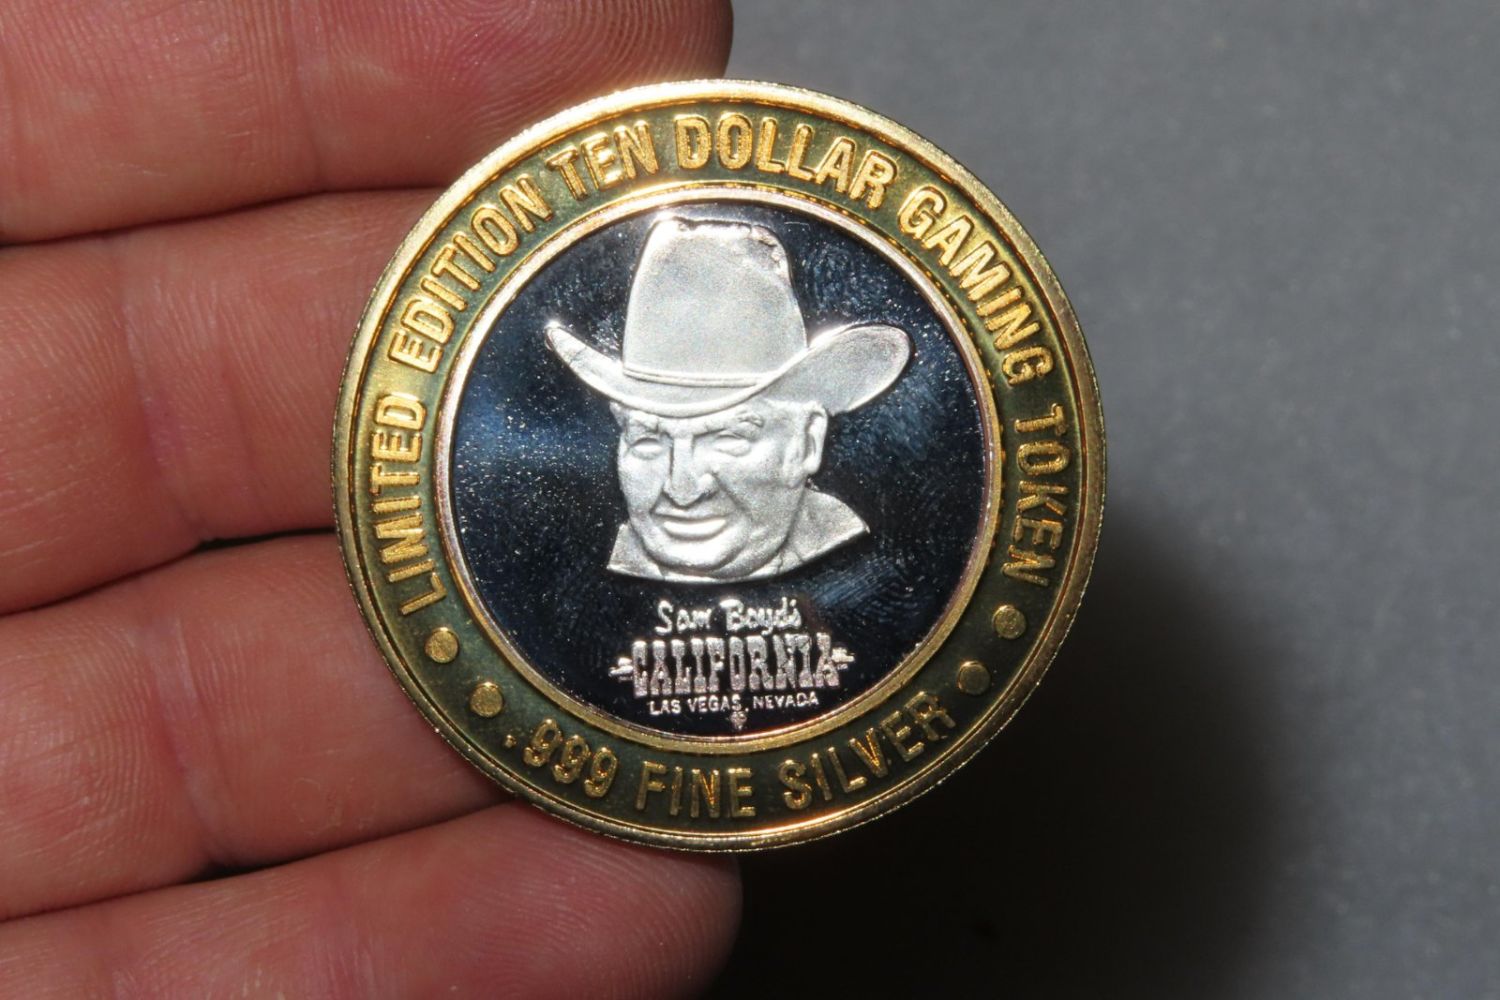 LIMITED EDITION TEN DOLLAR GAMING TOKEN
Sam Boyd's
CALIFORNIA
LAS VEGAS, NEVADA
.999 FINE SILVER